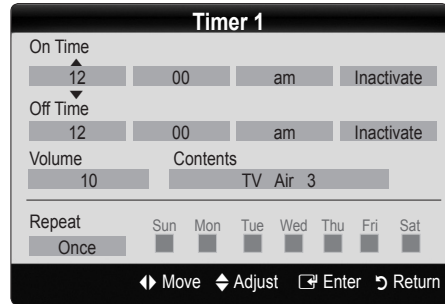 Timer 1
On Time
12 00 am Inactivate
Off Time
12 00 am Inactivate
Volume Contents
10 TV Air 3
Repeat Sun Mon Tue Wed Thu Fri Sat
Once
Move Adjust Enter Return